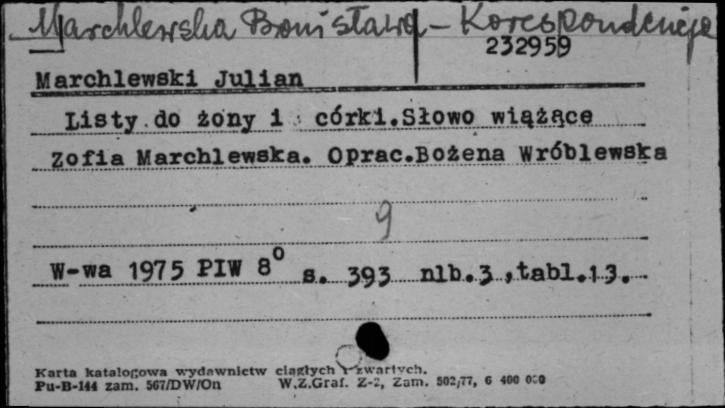 Marchlewska Bronisława - Korespondencje
232959
Marchlewski Julian
Listy do żony i córki.Słowo wiążące
Zofia Marchlewska. Oprac.Bożena Wróblewska
9
W-wa 1975 PIW 8⁰ s. 393 nlb.3,tabl.13.
Karta katalogowa wydawnictw ciągłych i zwartych.
Pu-B-144 zam. 567/DW/On W.Z.Graf. Z-2, Zam. 502/77, 6 400 000